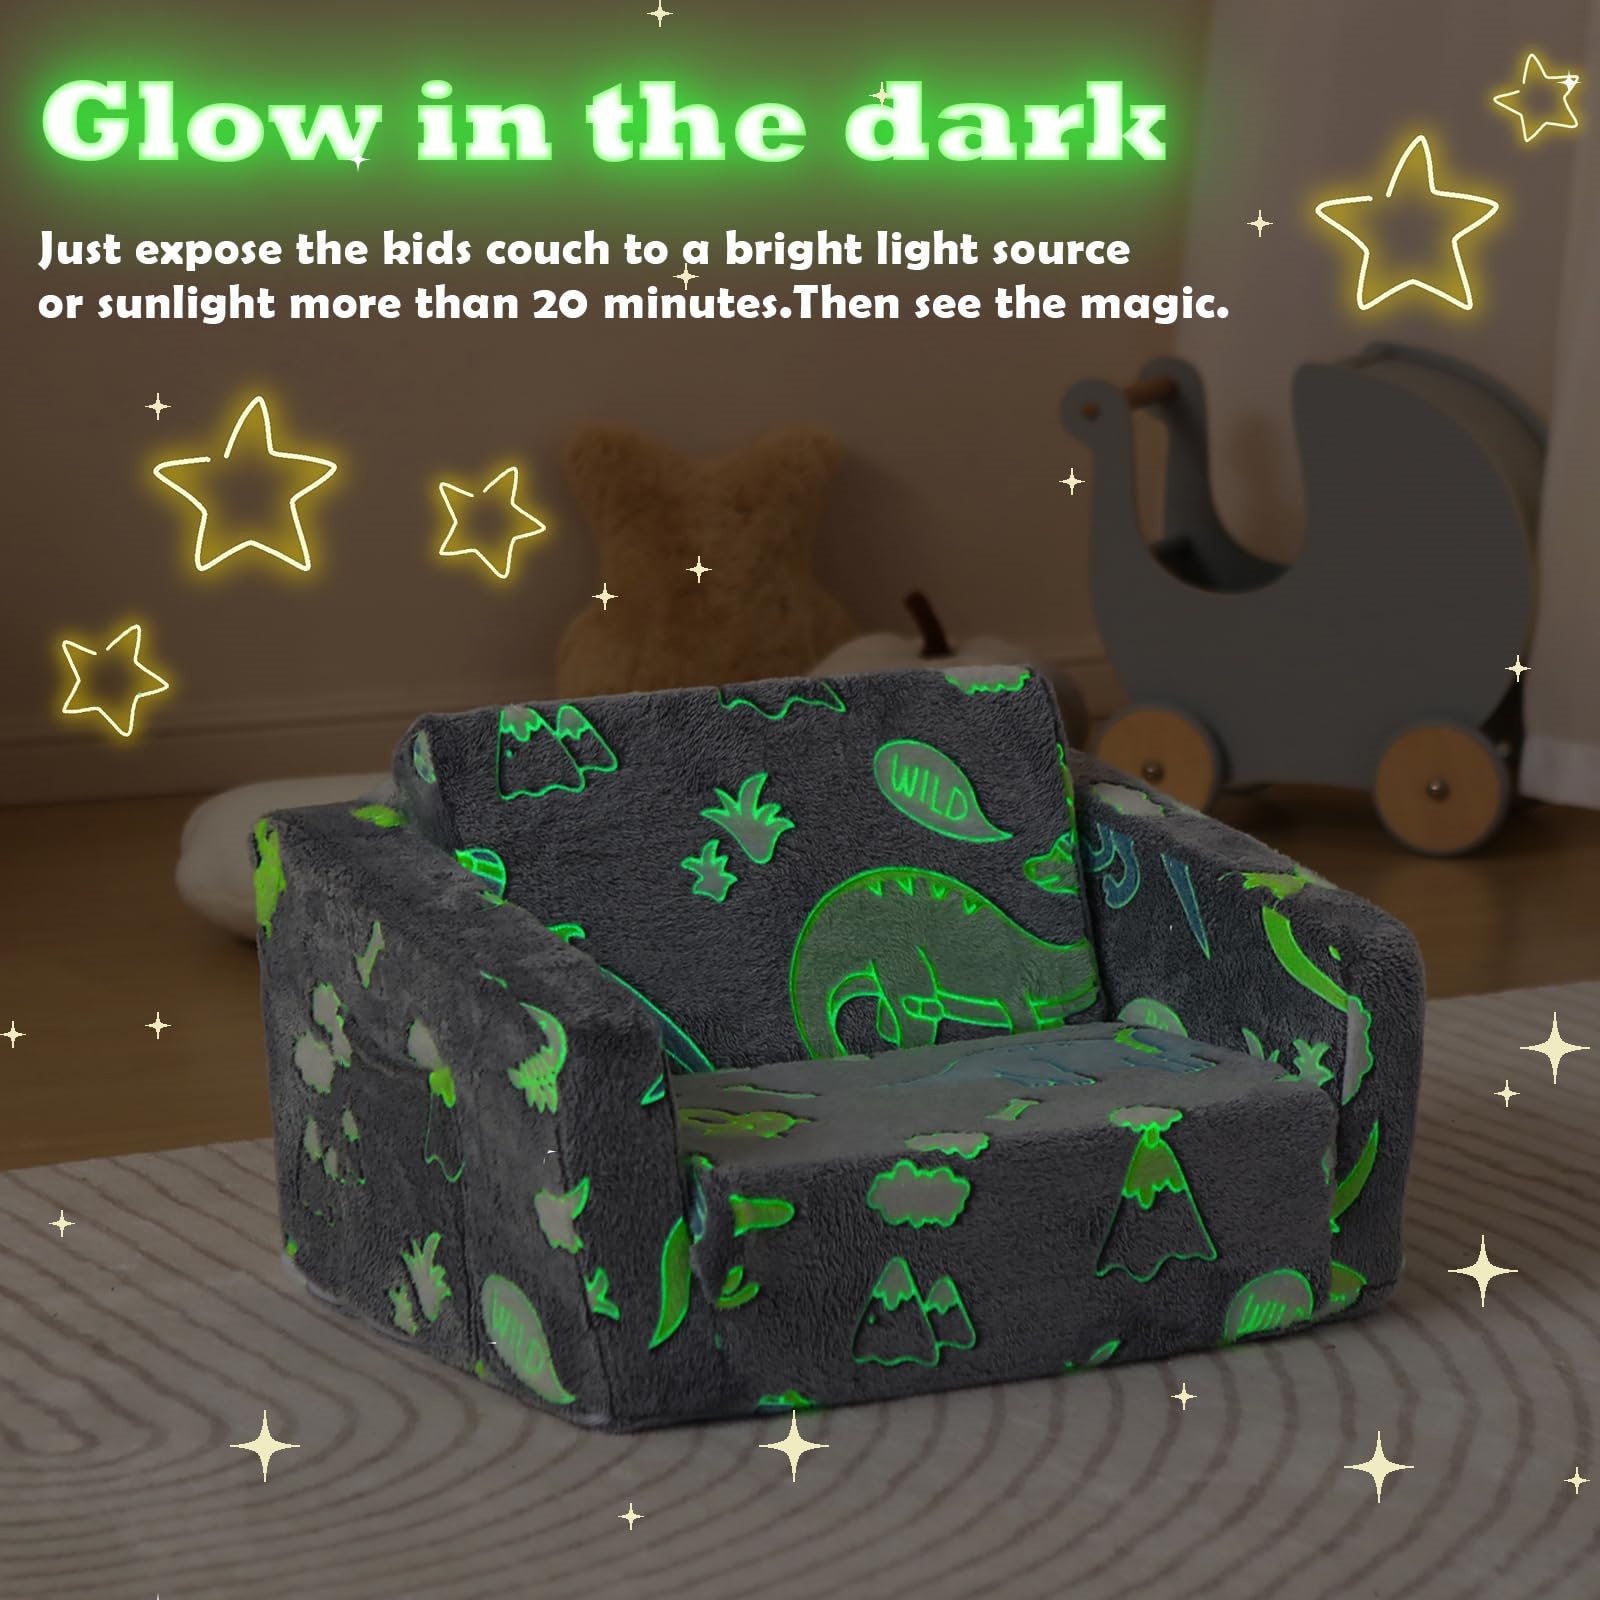 Glow in the dark
Just expose the kids couch to a bright light source
or sunlight more than 20 minutes.Then see the magic.
WILD
WILD
WILD